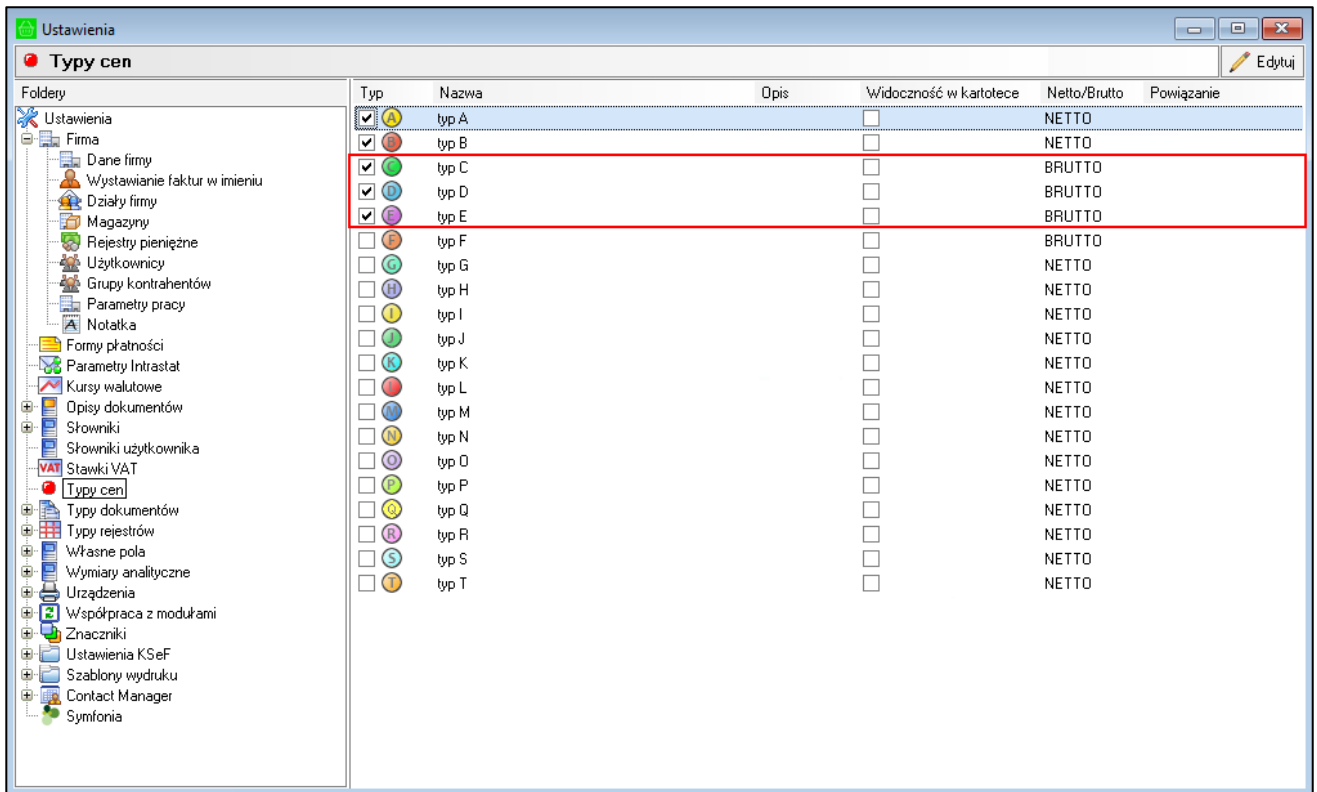 Ustawienia
Typy cen
Edytuj
Foldery
Ustawienia
Firma
Dane firmy
Wystawianie faktur w imieniu
Działy firmy
Magazyny
Rejestry pieniężne
Użytkownicy
Grupy kontrahentów
Parametry pracy
Notatka
Formy płatności
Parametry Intrastat
Kursy walutowe
Opisy dokumentów
Słowniki
Słowniki użytkownika
VAT Stawki VAT
Typy cen
Typy dokumentów
Typy rejestrów
Własne pola
Wymiary analityczne
Urządzenia
Współpraca z modułami
Znaczniki
Ustawienia KSeF
Szablony wydruku
Contact Manager
Symfonia
Typ Nazwa Opis Widoczność w kartotece Netto/Brutto Powiązanie
A typ A NETTO
B typ B NETTO
C typ C BRUTTO
D typ D BRUTTO
E typ E BRUTTO
F typ F BRUTTO
G typ G NETTO
H typ H NETTO
I typ I NETTO
J typ J NETTO
K typ K NETTO
L typ L NETTO
M typ M NETTO
N typ N NETTO
O typ O NETTO
P typ P NETTO
Q typ Q NETTO
R typ R NETTO
S typ S NETTO
T typ T NETTO